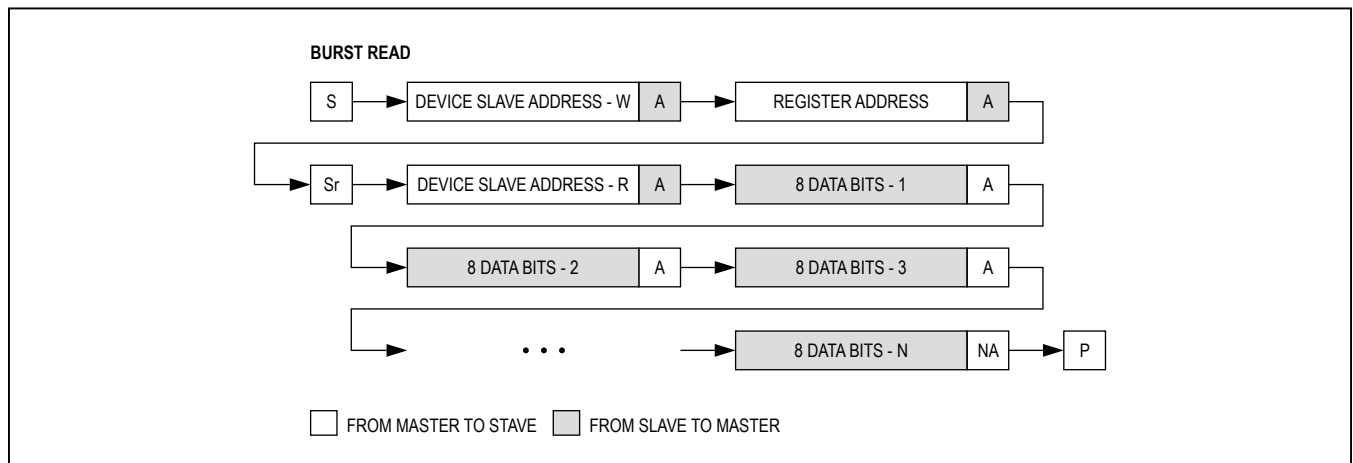 BURST READ
S DEVICE SLAVE ADDRESS - W A REGISTER ADDRESS A
Sr DEVICE SLAVE ADDRESS - R A 8 DATA BITS - 1 A
8 DATA BITS - 2 A 8 DATA BITS - 3 A
• • • 8 DATA BITS - N NA P
FROM MASTER TO STAVE FROM SLAVE TO MASTER